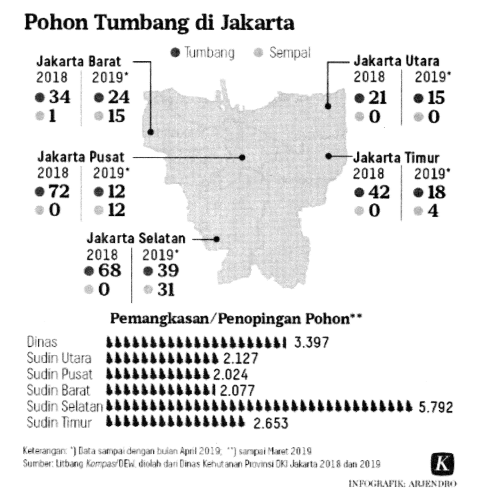 Pohon Tumbang di Jakarta
Tumbang Sempal
Jakarta Barat
2018 2019*
34 24
1 15
Jakarta Utara
2018 2019*
21 15
0 0
Jakarta Pusat
2018 2019*
72 12
0 12
Jakarta Timur
2018 2019*
42 18
0 4
Jakarta Selatan
2018 2019*
68 39
0 31
Pemangkasan/Penopingan Pohon**
Dinas 3.397
Sudin Utara 2.127
Sudin Pusat 2.024
Sudin Barat 2.077
Sudin Selatan 5.792
Sudin Timur 2.653
Keterangan: *) Data sampai dengan bulan April 2019; **) sampai Maret 2019
Sumber: Litbang Kompas/DEW, diolah dari Dinas Kehutanan Provinsi DKI Jakarta 2018 dan 2019
K
INFOGRAFIK: ARJENDRO